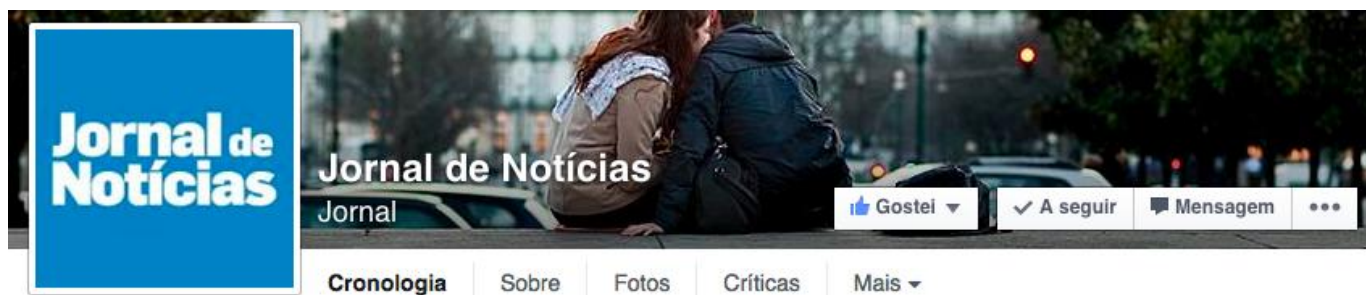 Jornal de
Notícias
Jornal de Notícias
Jornal
Gostei
A seguir
Mensagem
Cronologia
Sobre
Fotos
Críticas
Mais